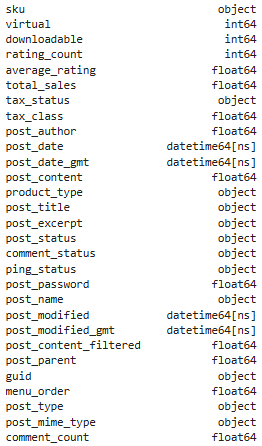 sku object
virtual int64
downloadable int64
rating_count int64
average_rating float64
total_sales float64
tax_status object
tax_class float64
post_author float64
post_date datetime64[ns]
post_date_gmt datetime64[ns]
post_content float64
product_type object
post_title object
post_excerpt object
post_status object
comment_status object
ping_status object
post_password float64
post_name object
post_modified datetime64[ns]
post_modified_gmt datetime64[ns]
post_content_filtered float64
post_parent float64
guid object
menu_order float64
post_type object
post_mime_type object
comment_count float64